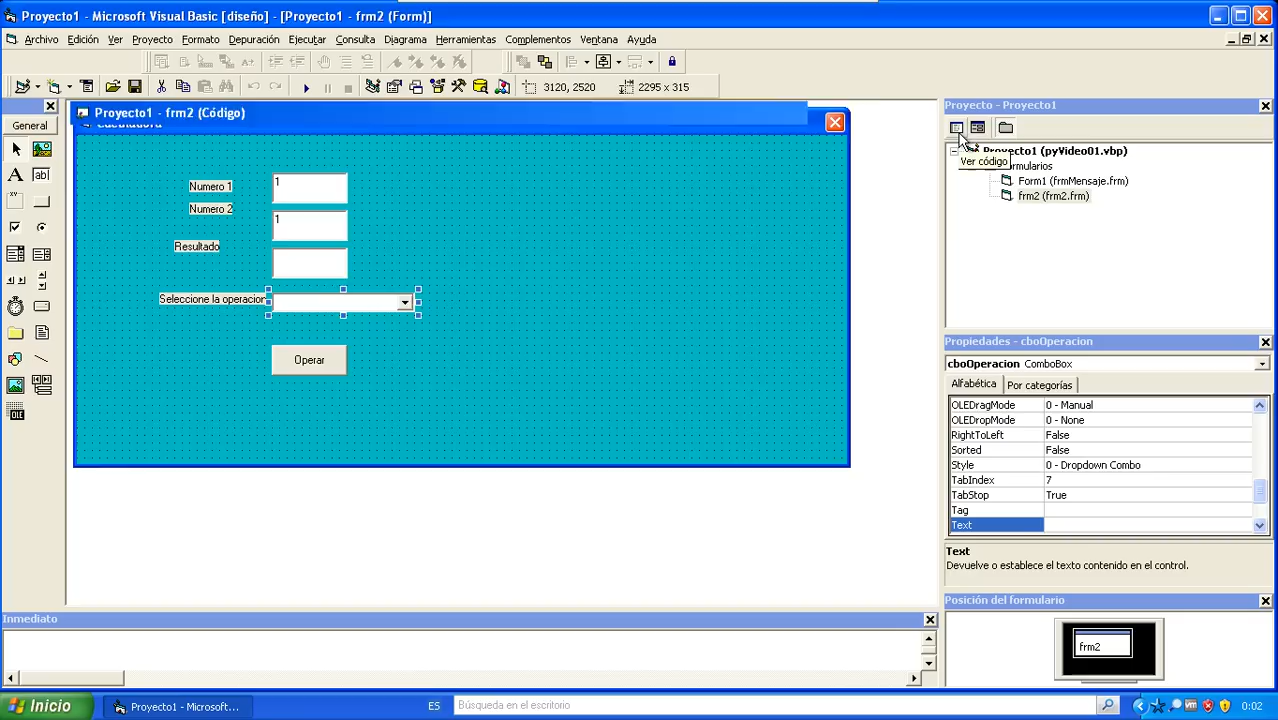 Proyecto1 - Microsoft Visual Basic [diseño] - [Proyecto1 - frm2 (Form)]
Archivo Edición Ver Proyecto Formato Depuración Ejecutar Consulta Diagrama Herramientas Complementos Ventana Ayuda
3120, 2520 2295 x 315
General
Proyecto1 - frm2 (Código)
Numero 1
1
Numero 2
1
Resultado
Seleccione la operacion
Operar
Proyecto - Proyecto1
Proyecto1 (pyVideo01.vbp)
Ver código
Form1 (frmMensaje.frm)
frm2 (frm2.frm)
Propiedades - cboOperacion
cboOperacion ComboBox
Alfabética Por categorías
OLEDragMode 0 - Manual
OLEDropMode 0 - None
RightToLeft False
Sorted False
Style 0 - Dropdown Combo
TabIndex 7
TabStop True
Tag
Text
Text
Devuelve o establece el texto contenido en el control.
Posición del formulario
frm2
Inmediato
Inicio
Proyecto1 - Microsoft...
ES
Búsqueda en el escritorio
0:02